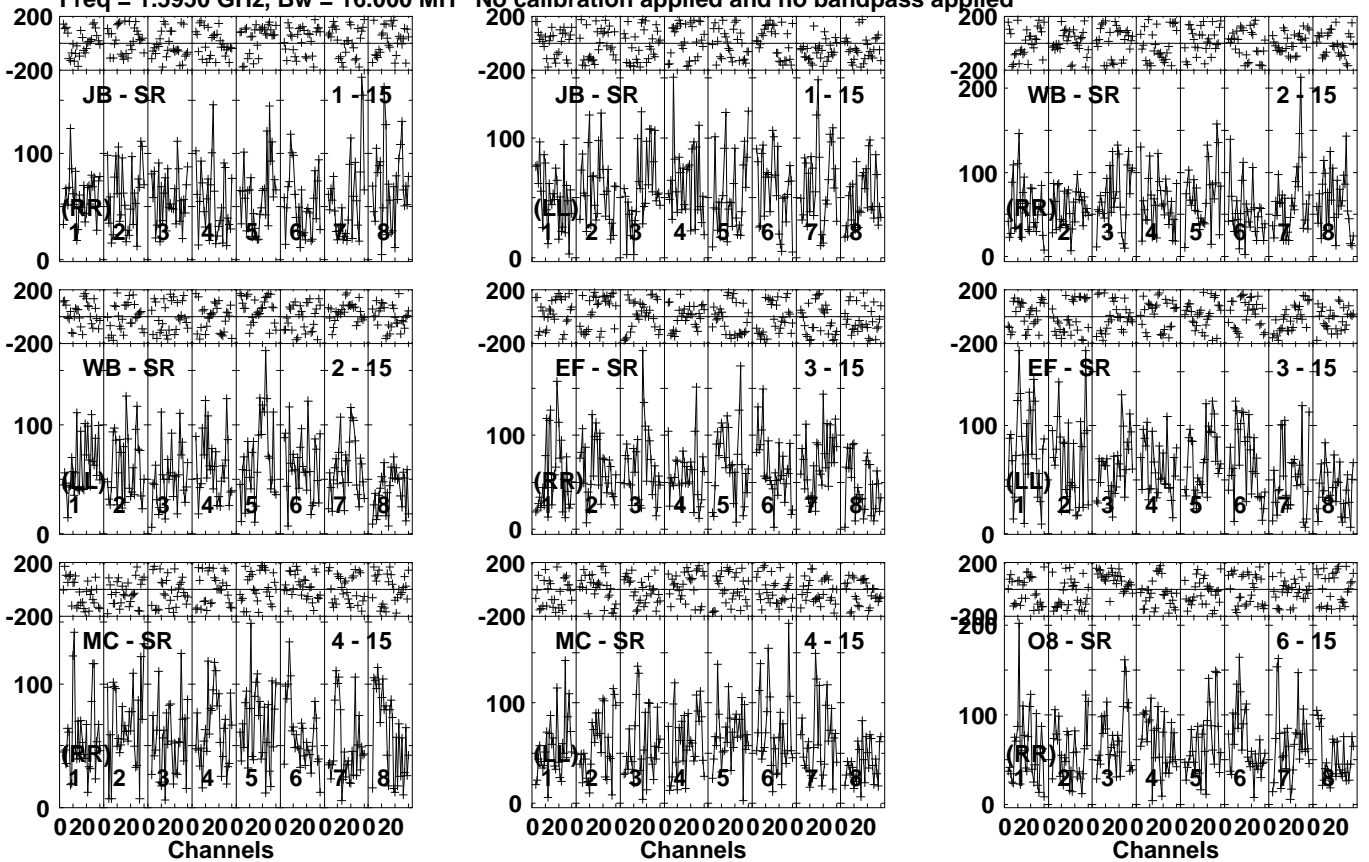 Freq = 1.5950 GHz, Bw = 16.000 MH No calibration applied and no bandpass applied
200
-200
JB - SR 1 - 15
100
(RR)
1 2 3 4 5 6 7 8
0
JB - SR 1 - 15
100
(LL)
1 2 3 4 5 6 7 8
0
200
-200
200
WB - SR 2 - 15
100
(RR)
1 2 3 4 5 6 7 8
0
200
-200
WB - SR 2 - 15
100
(LL)
1 2 3 4 5 6 7 8
0
200
-200
EF - SR 3 - 15
100
(RR)
1 2 3 4 5 6 7 8
0
200
-200
EF - SR 3 - 15
100
(LL)
1 2 3 4 5 6 7 8
0
200
-200
MC - SR 4 - 15
100
(RR)
1 2 3 4 5 6 7 8
0
020020020020020020020020
Channels
200
-200
MC - SR 4 - 15
100
(LL)
1 2 3 4 5 6 7 8
0
020020020020020020020020
Channels
200
-200
200
O8 - SR 6 - 15
100
(RR)
1 2 3 4 5 6 7 8
0
020020020020020020020020
Channels